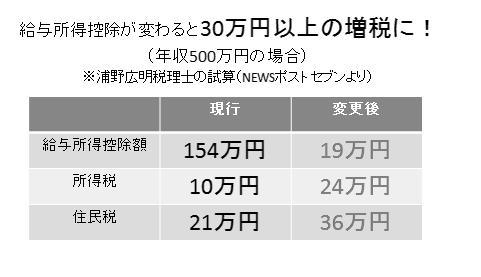 給与所得控除が変わると30万円以上の増税に！
（年収500万円の場合）
※浦野広明税理士の試算（NEWSポストセブンより）
現行 変更後
給与所得控除額 154万円 19万円
所得税 10万円 24万円
住民税 21万円 36万円